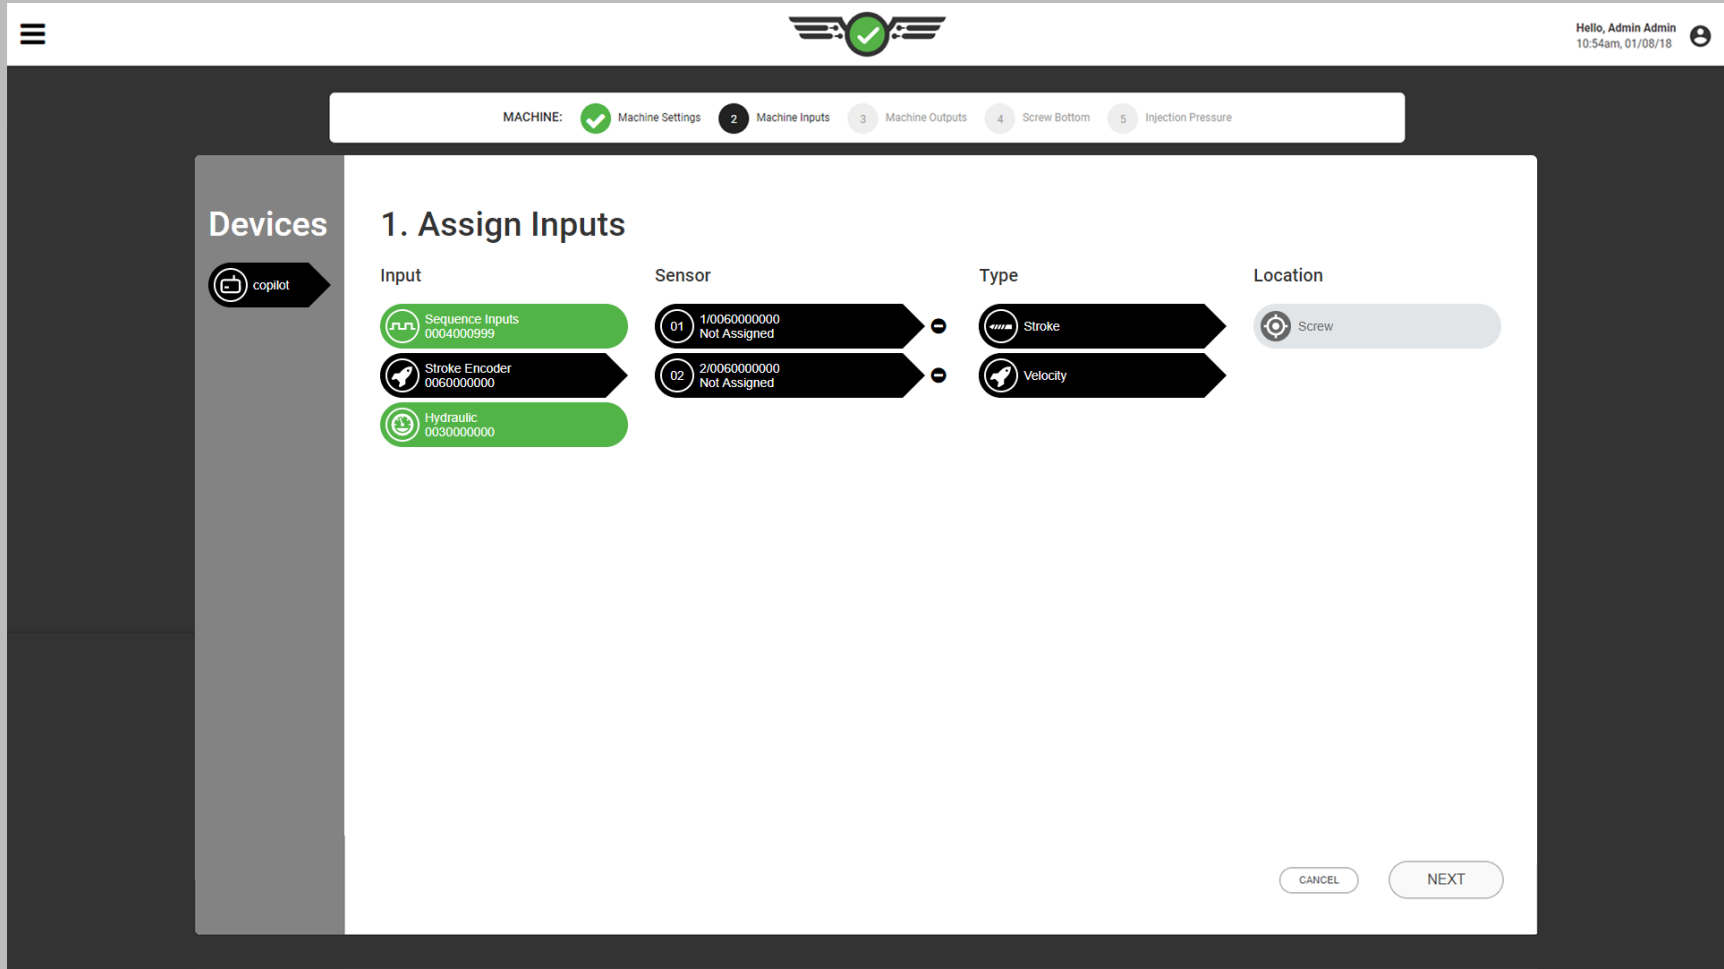 Hello, Admin Admin
10:54am, 01/08/18
MACHINE: Machine Settings 2 Machine Inputs 3 Machine Outputs 4 Screw Bottom 5 Injection Pressure
Devices
copilot
1. Assign Inputs
Input Sensor Type Location
Sequence Inputs
0004000999
01 1/0060000000
Not Assigned
Stroke
Screw
Stroke Encoder
0060000000
02 2/0060000000
Not Assigned
Velocity
Hydraulic
0030000000
CANCEL NEXT